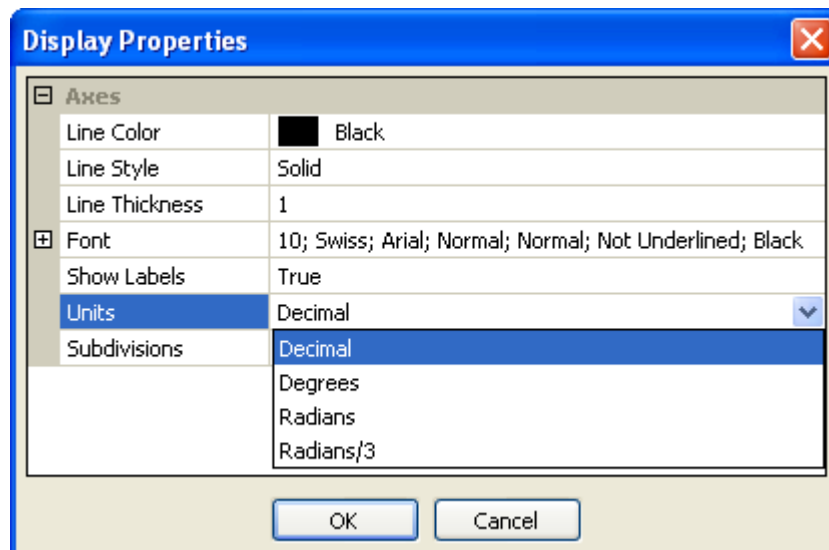 Display Properties
Axes
Line Color Black
Line Style Solid
Line Thickness 1
Font 10; Swiss; Arial; Normal; Normal; Not Underlined; Black
Show Labels True
Units Decimal
Subdivisions Decimal
Degrees
Radians
Radians/3
OK Cancel